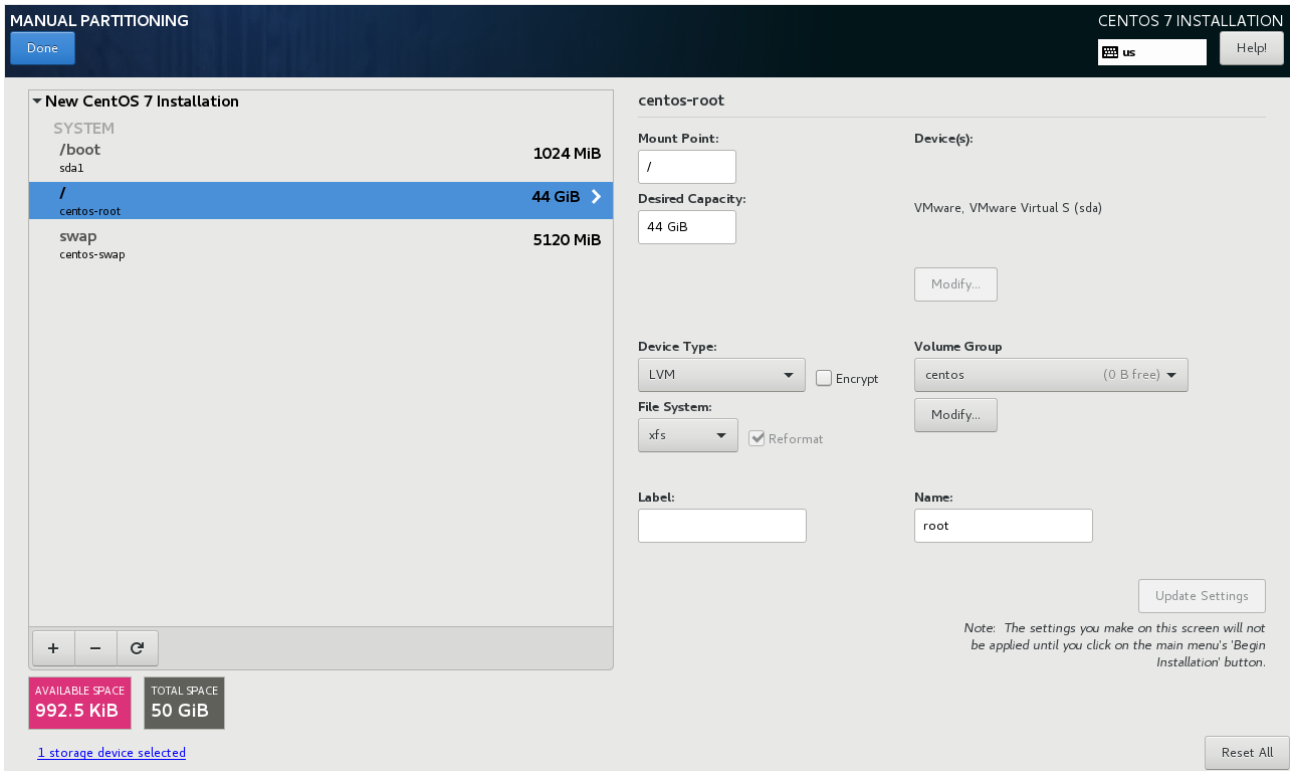 MANUAL PARTITIONING
CENTOS 7 INSTALLATION
Done
us
Help!
New CentOS 7 Installation
SYSTEM
/boot
1024 MiB
sda1
/
44 GiB
centos-root
swap
5120 MiB
centos-swap
centos-root
Mount Point:
/
Desired Capacity:
44 GiB
Device(s):
VMware, VMware Virtual S (sda)
Modify...
Device Type:
LVM
Encrypt
File System:
xfs
Reformat
Volume Group
centos (0 B free)
Modify...
Label:
Name:
root
Update Settings
Note: The settings you make on this screen will not
be applied until you click on the main menu's 'Begin
Installation' button.
+ −
AVAILABLE SPACE
992.5 KiB
TOTAL SPACE
50 GiB
1 storage device selected
Reset All